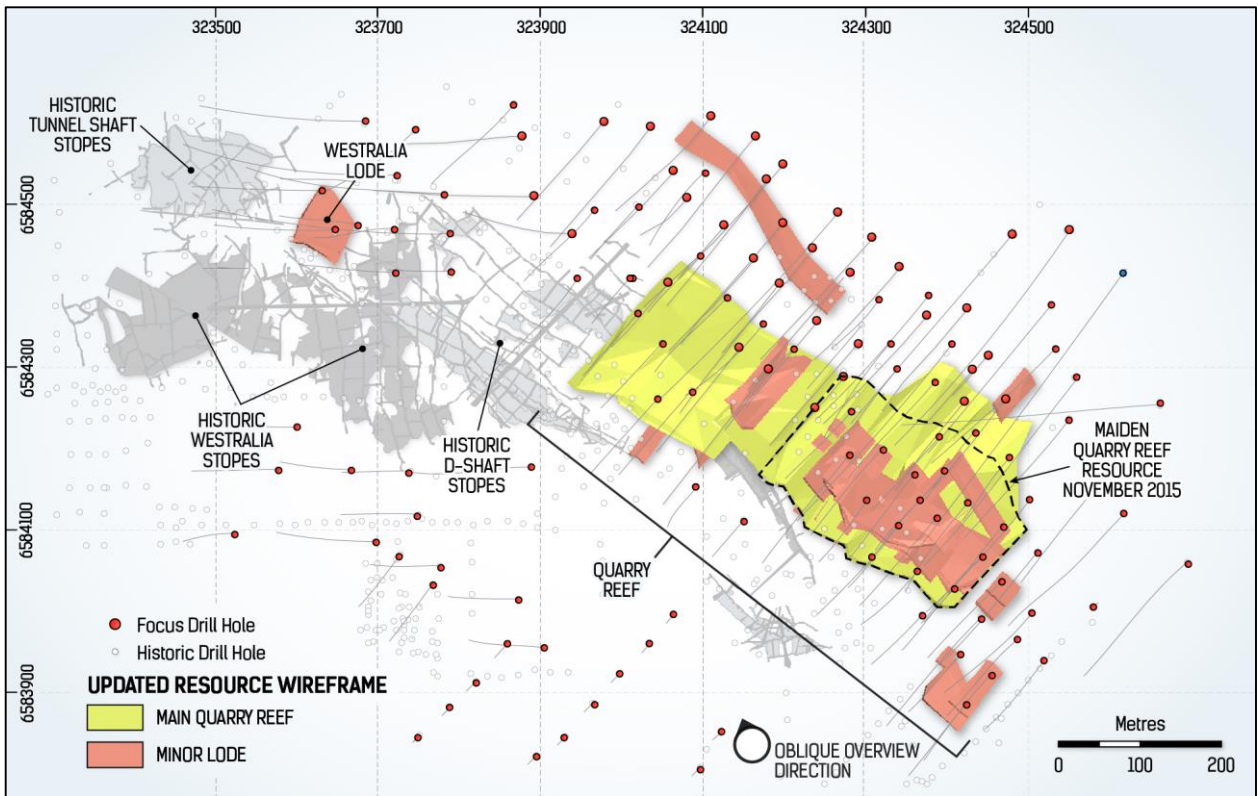 323500
323700
323900
324100
324300
324500
HISTORIC
TUNNEL SHAFT
STOPES
WESTRALIA
LODE
6584500
6584300
6584100
6583900
HISTORIC
WESTRALIA
STOPES
HISTORIC
D-SHAFT
STOPES
MAIDEN
QUARRY REEF
RESOURCE
NOVEMBER 2015
QUARRY
REEF
Focus Drill Hole
Historic Drill Hole
UPDATED RESOURCE WIREFRAME
MAIN QUARRY REEF
MINOR LODE
OBLIQUE OVERVIEW
DIRECTION
Metres
0 100 200